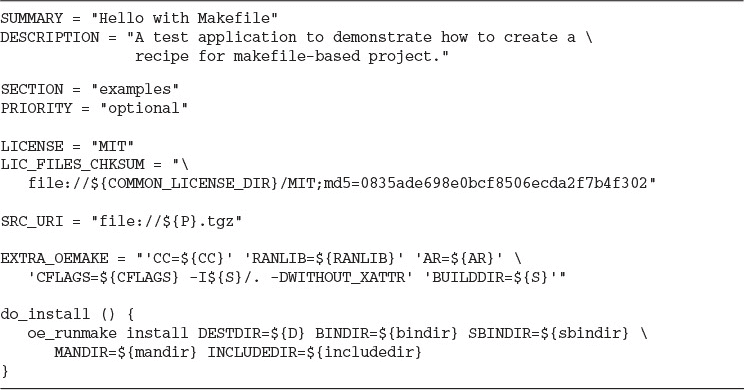 SUMMARY = "Hello with Makefile"
DESCRIPTION = "A test application to demonstrate how to create a \
               recipe for makefile-based project."

SECTION = "examples"
PRIORITY = "optional"

LICENSE = "MIT"
LIC_FILES_CHKSUM = "\
   file://${COMMON_LICENSE_DIR}/MIT;md5=0835ade698e0bcf8506ecda2f7b4f302"

SRC_URI = "file://${P}.tgz"

EXTRA_OEMAKE = "'CC=${CC}' 'RANLIB=${RANLIB}' 'AR=${AR}' \
   'CFLAGS=${CFLAGS} -I${S}/. -DWITHOUT_XATTR' 'BUILDDIR=${S}'"

do_install () {
   oe_runmake install DESTDIR=${D} BINDIR=${bindir} SBINDIR=${sbindir} \
      MANDIR=${mandir} INCLUDEDIR=${includedir}
}